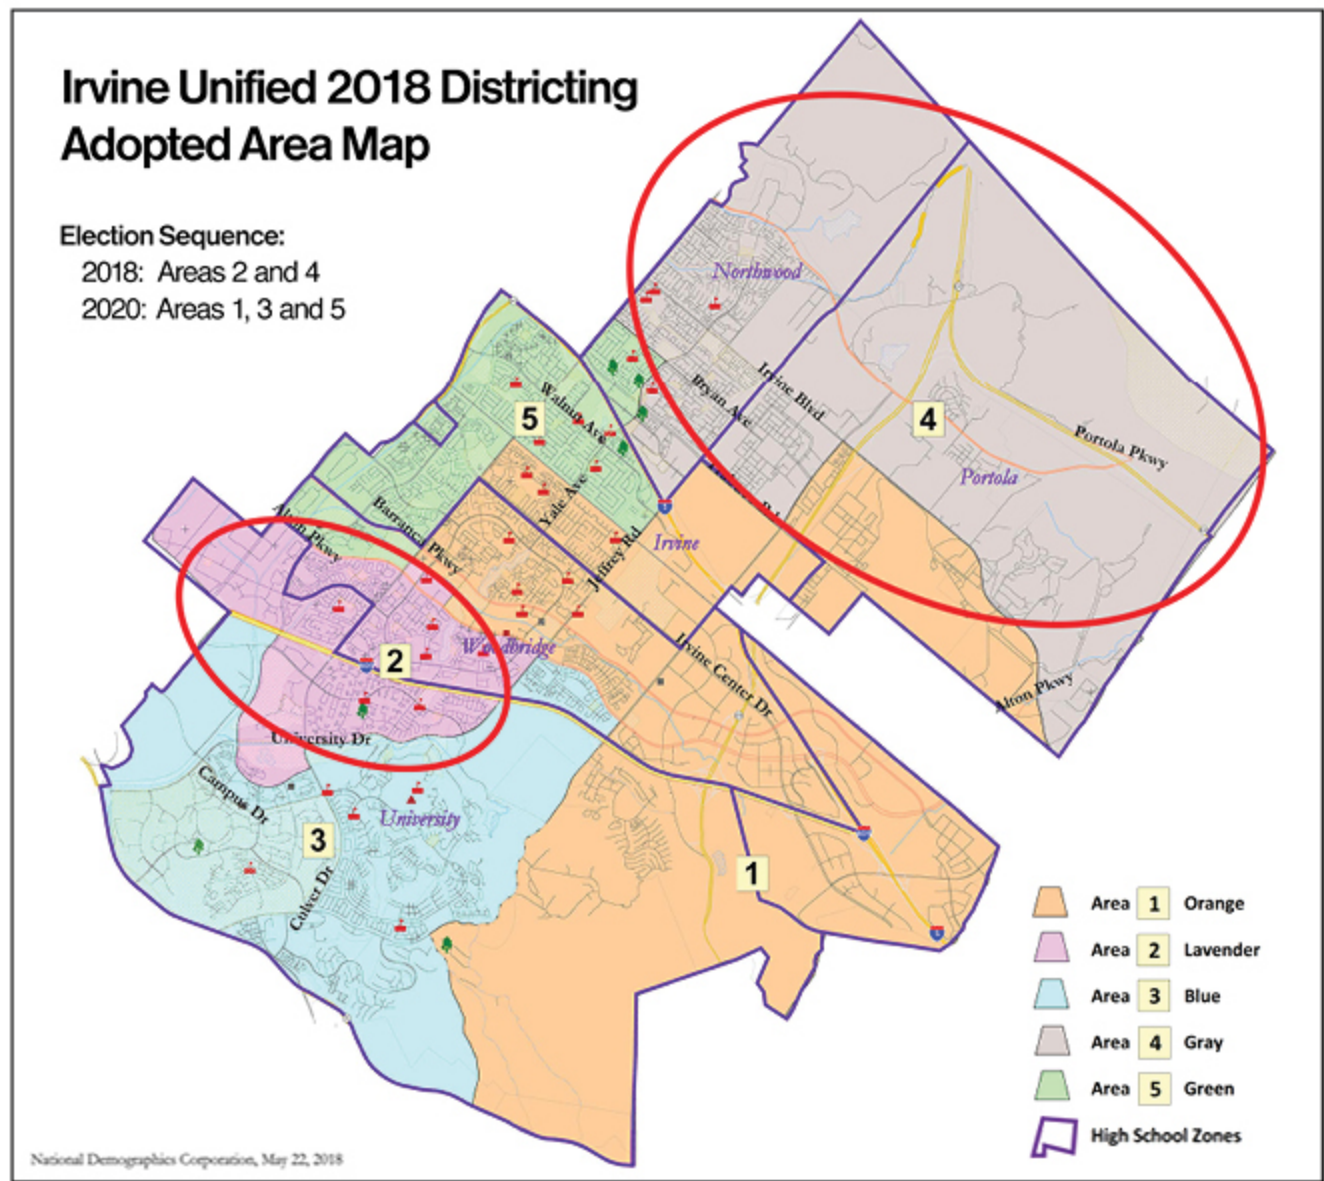 Irvine Unified 2018 Districting
Adopted Area Map
Election Sequence:
2018: Areas 2 and 4
2020: Areas 1, 3 and 5
Northwood
Irvine Blvd
Bryan Ave
4
Portola Pkwy
Portola
5
Walnut Ave
Yale Ave
Barranca Pkwy
Alton Pkwy
Jeffrey Rd
Irvine
Woodbridge
2
Irvine Center Dr
Alton Pkwy
University Dr
Campus Dr
University
3
Culver Dr
1
Area 1 Orange
Area 2 Lavender
Area 3 Blue
Area 4 Gray
Area 5 Green
High School Zones
National Demographics Corporation, May 22, 2018